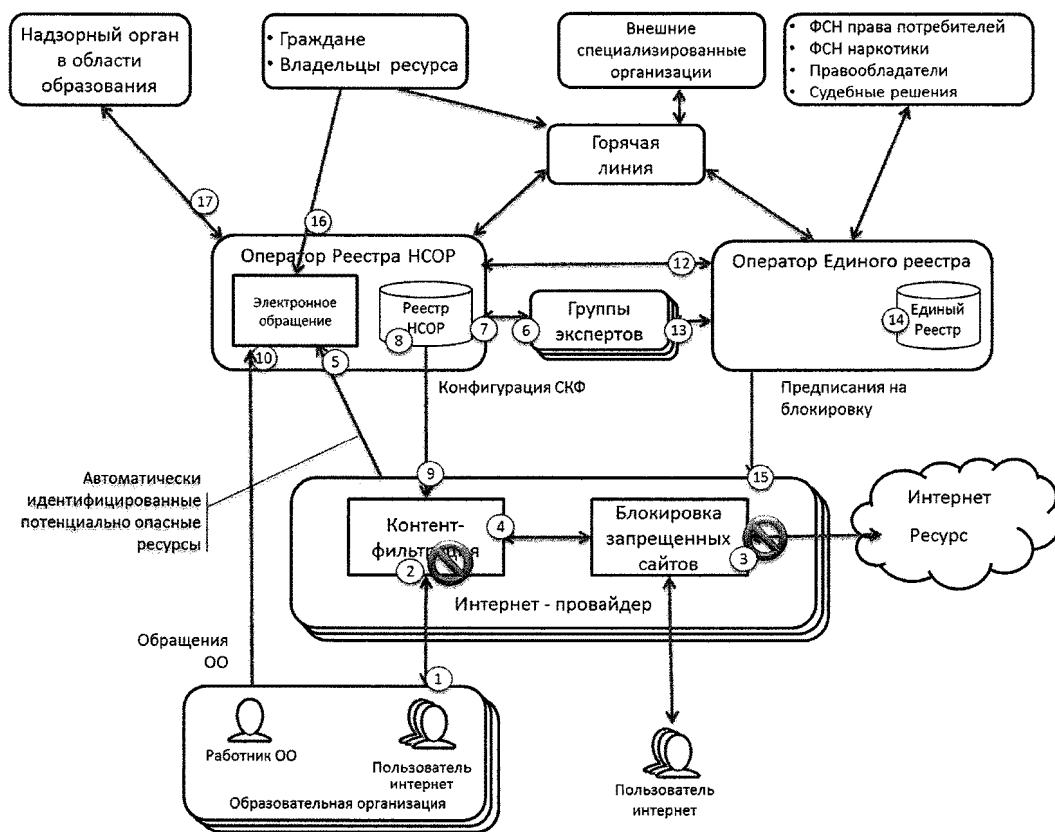 Надзорный орган
в области
образования
• Граждане
• Владельцы ресурса
Внешние
специализированные
организации
• ФСН права потребителей
• ФСН наркотики
• Правообладатели
• Судебные решения
Горячая
линия
17
16
Оператор Реестра НСОР
12
Оператор Единого реестра
Электронное
обращение
Реестр
НСОР
8
7
6
Группы
экспертов
13
14
Единый
Реестр
10
5
Конфигурация СКФ
Предписания на
блокировку
Автоматически
идентифицированные
потенциально опасные
ресурсы
9
15
Контент-
фильтрация
2
4
Блокировка
запрещенных
сайтов
3
Интернет
Ресурс
Интернет - провайдер
Обращения
ОО
1
Работник ОО
Пользователь
интернет
Образовательная организация
Пользователь
интернет